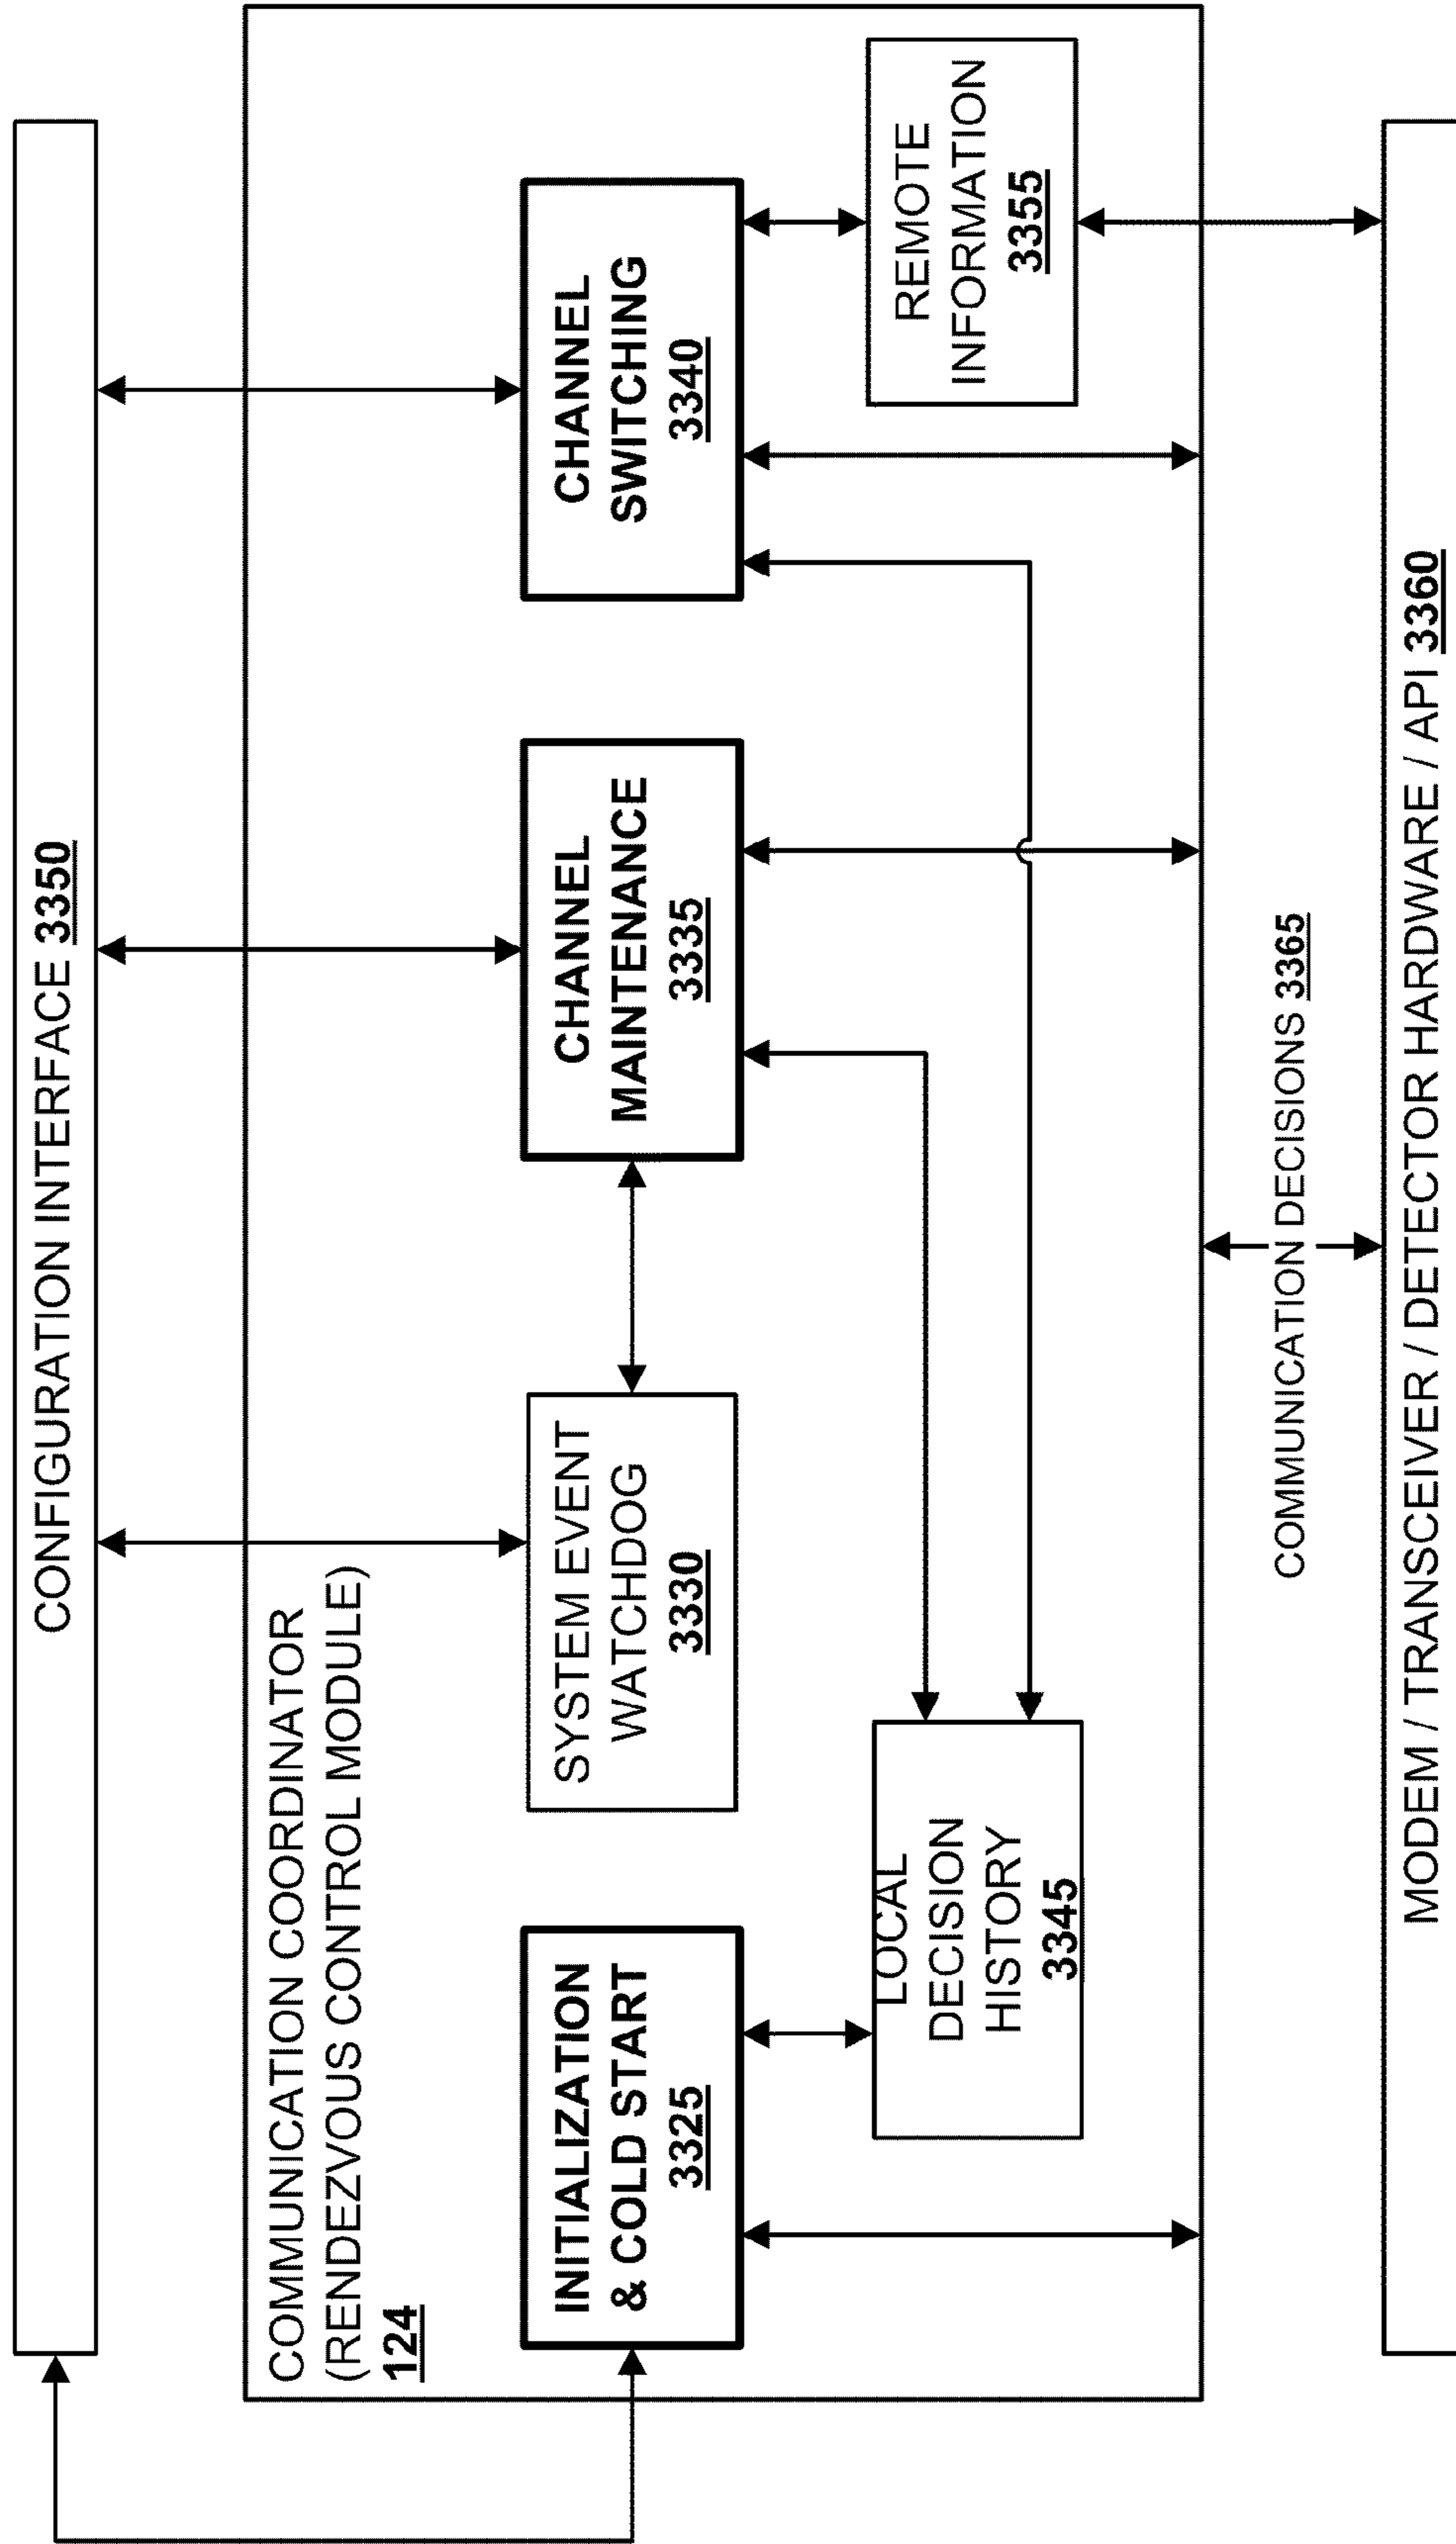 CONFIGURATION INTERFACE 3350
COMMUNICATION COORDINATOR
(RENDEZVOUS CONTROL MODULE)
124
INITIALIZATION
& COLD START
3325
SYSTEM EVENT
WATCHDOG
3330
CHANNEL
MAINTENANCE
3335
CHANNEL
SWITCHING
3340
LOCAL
DECISION
HISTORY
3345
REMOTE
INFORMATION
3355
COMMUNICATION DECISIONS 3365
MODEM / TRANSCEIVER / DETECTOR HARDWARE / API 3360